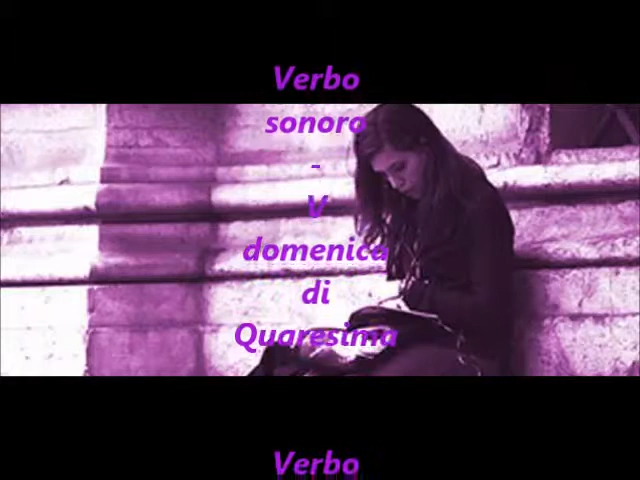 Verbo
sonoro
-
V
domenica
di
Quaresima
Verbo